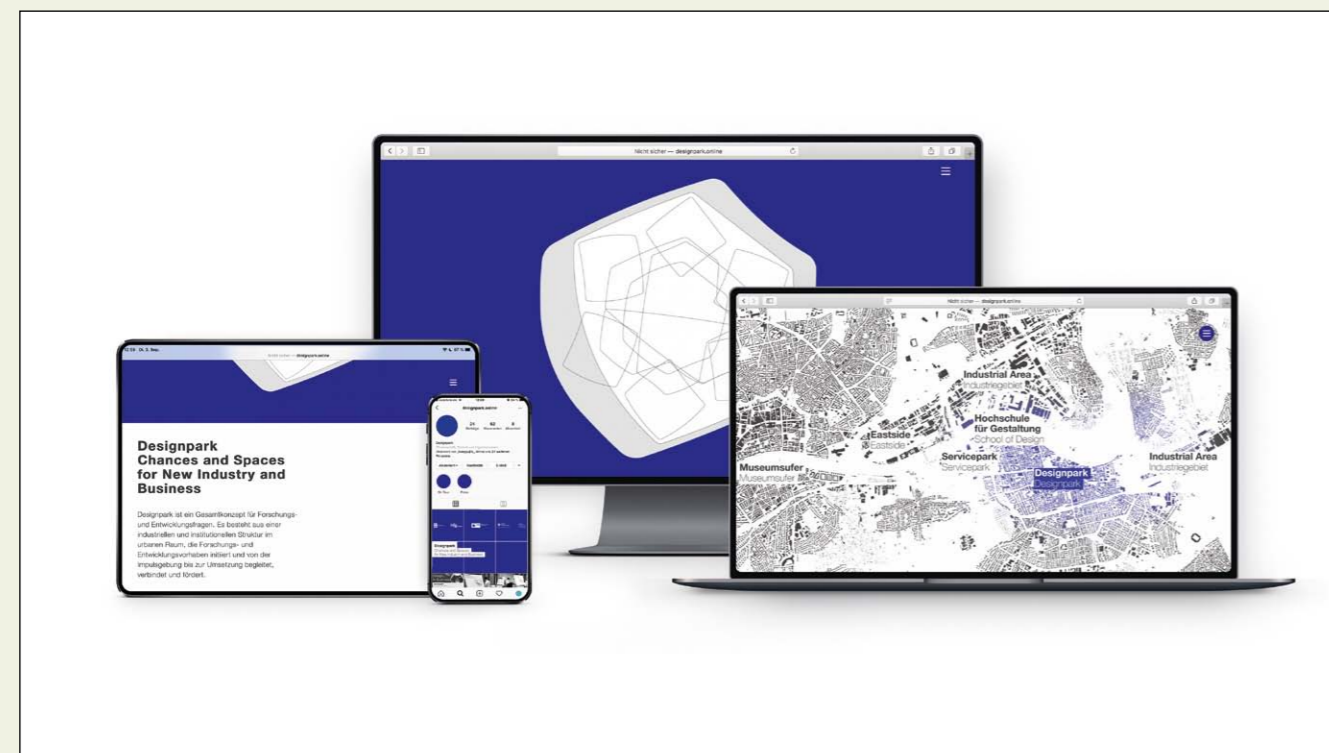 Nicht sicher — designpark.online
Nicht sicher — designpark.online
Industrial Area
Industriegebiet
Hochschule
für Gestaltung
School of Design
Eastside
Eastside
Servicepark
Servicepark
Industrial Area
Industriegebiet
Museumsufer
Museumsufer
Designpark
Designpark
Nicht sicher — designpark.online
Designpark
Chances and Spaces
for New Industry and
Business
Designpark ist ein Gesamtkonzept für Forschungs-
und Entwicklungsfragen. Es besteht aus einer
industriellen und institutionellen Struktur im
urbanen Raum, die Forschungs- und
Entwicklungsvorhaben initiiert und von der
Impulsgebung bis zur Umsetzung begleitet,
verbindet und fördert.
designpark.online
Designpark